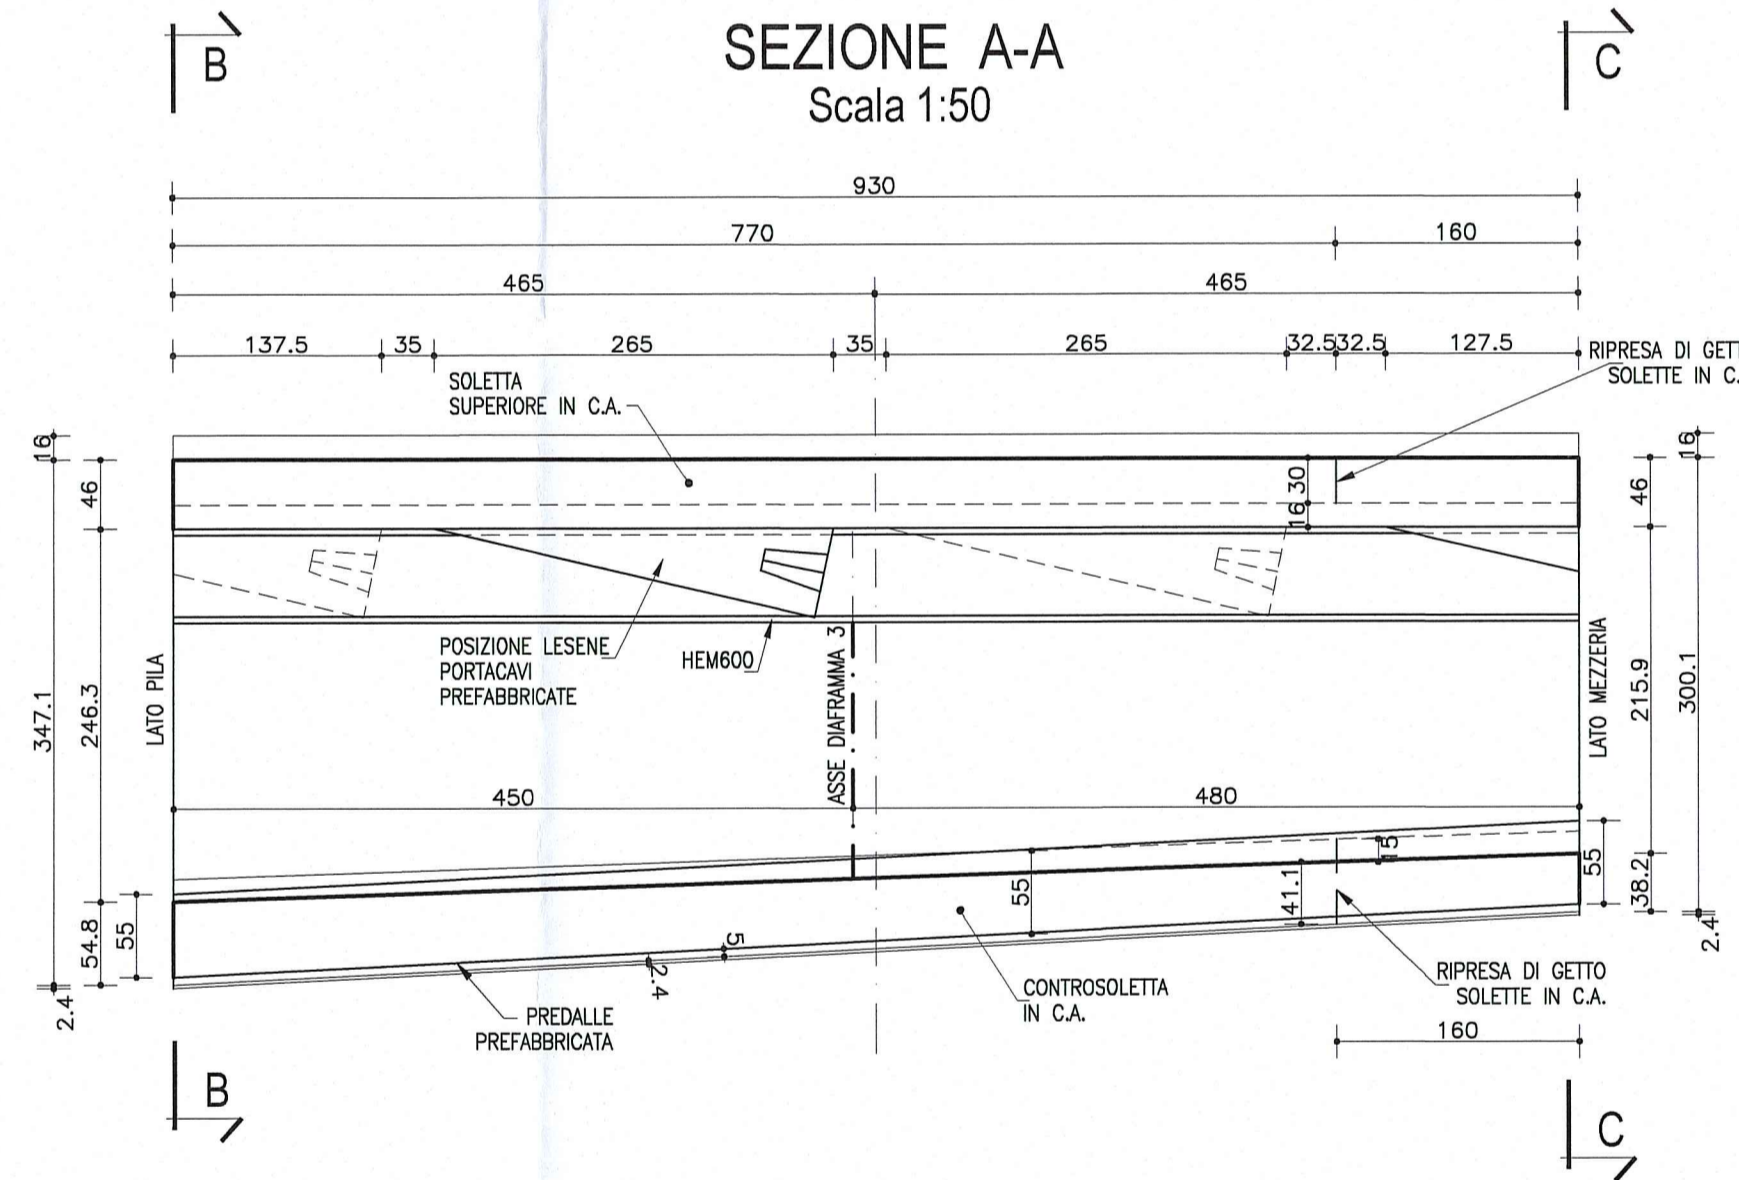 SEZIONE A-A
Scala 1:50
B
C
930
770
160
465
465
137.5
35
265
35
265
32.5
32.5
127.5
RIPRESA DI GETT
SOLETTE IN C.
SOLETTA
SUPERIORE IN C.A.
16
46
347.1
246.3
54.8
55
2.4
LATO PILA
30
16
16
46
215.9
300.1
55
38.2
2.4
LATO MEZZERIA
POSIZIONE LESENE
PORTACAVI
PREFABBRICATE
HEM600
ASSE DIAFRAMMA 3
450
480
15
55
41.1
5
2.4
PREDALLE
PREFABBRICATA
CONTROSOLETTA
IN C.A.
RIPRESA DI GETTO
SOLETTE IN C.A.
160
B
C